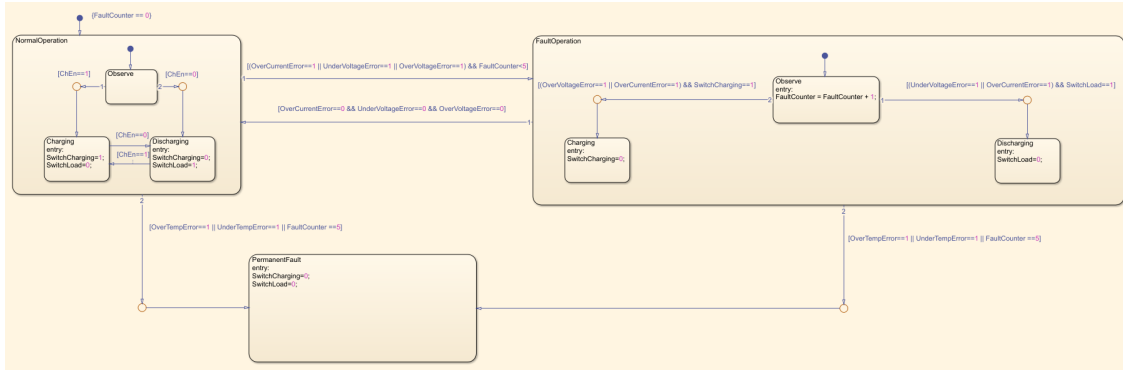 {FaultCounter == 0}
NormalOperation
Observe
[ChEn==1]
[ChEn==0]
1
2
Charging
entry:
SwitchCharging=1;
SwitchLoad=0;
[ChEn==0]
[ChEn==1]
Discharging
entry:
SwitchCharging=0;
SwitchLoad=1;
1
[(OverCurrentError==1 || UnderVoltageError==1 || OverVoltageError==1) && FaultCounter<5]
[OverCurrentError==0 && UnderVoltageError==0 && OverVoltageError==0]
1
FaultOperation
[(OverVoltageError==1 || OverCurrentError==1) && SwitchCharging==1]
Observe
entry:
FaultCounter = FaultCounter + 1;
[(UnderVoltageError==1 || OverCurrentError==1) && SwitchLoad==1]
2
1
Charging
entry:
SwitchCharging=0;
Discharging
entry:
SwitchLoad=0;
2
[OverTempError==1 || UnderTempError==1 || FaultCounter ==5]
2
[OverTempError==1 || UnderTempError==1 || FaultCounter ==5]
PermanentFault
entry:
SwitchCharging=0;
SwitchLoad=0;